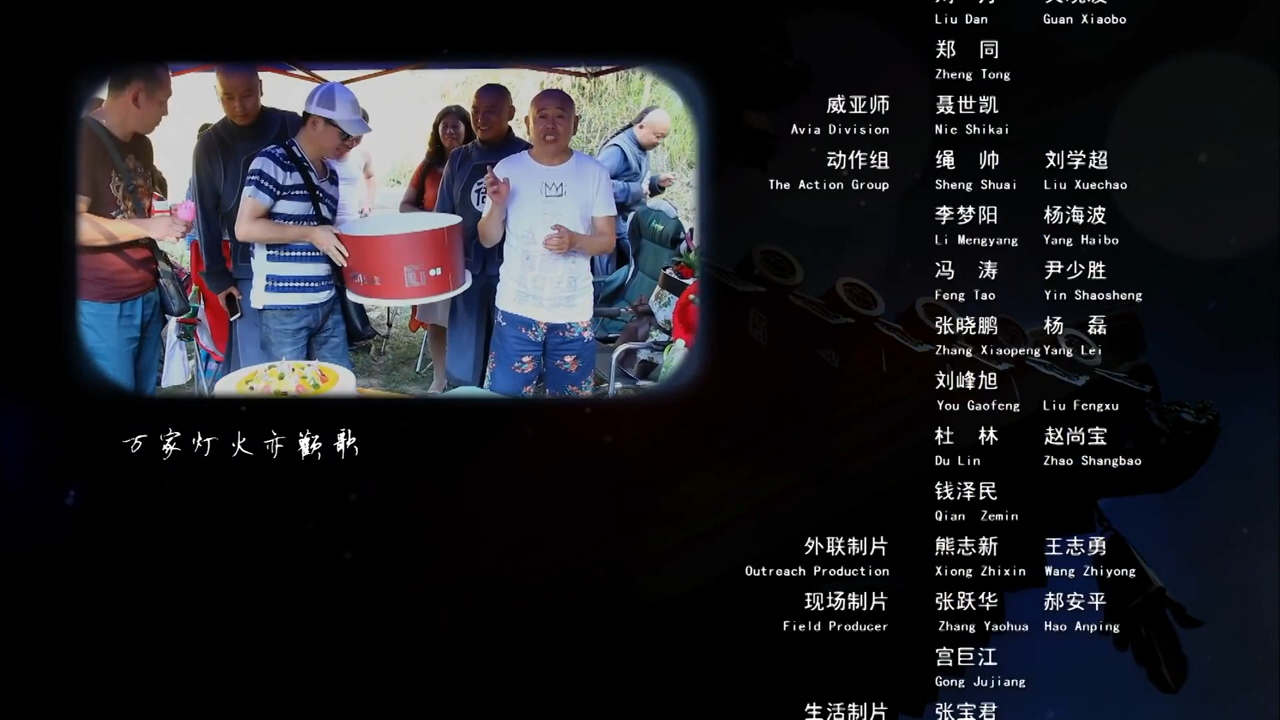 Liu Dan Guan Xiaobo
郑 同
Zheng Tong
威亚师 聂世凯
Avia Division Nie Shikai
动作组 绳 帅 刘学超
The Action Group Sheng Shuai Liu Xuechao
李梦阳 杨海波
Li Mengyang Yang Haibo
冯 涛 尹少胜
Feng Tao Yin Shaosheng
张晓鹏 杨 磊
Zhang Xiaopeng Yang Lei
刘峰旭
You Gaofeng Liu Fengxu
杜 林 赵尚宝
Du Lin Zhao Shangbao
钱泽民
Qian Zemin
外联制片 熊志新 王志勇
Outreach Production Xiong Zhixin Wang Zhiyong
现场制片 张跃华 郝安平
Field Producer Zhang Yaohua Hao Anping
宫巨江
Gong Jujiang
生活制片 张宝君
万家灯火亦歡歌